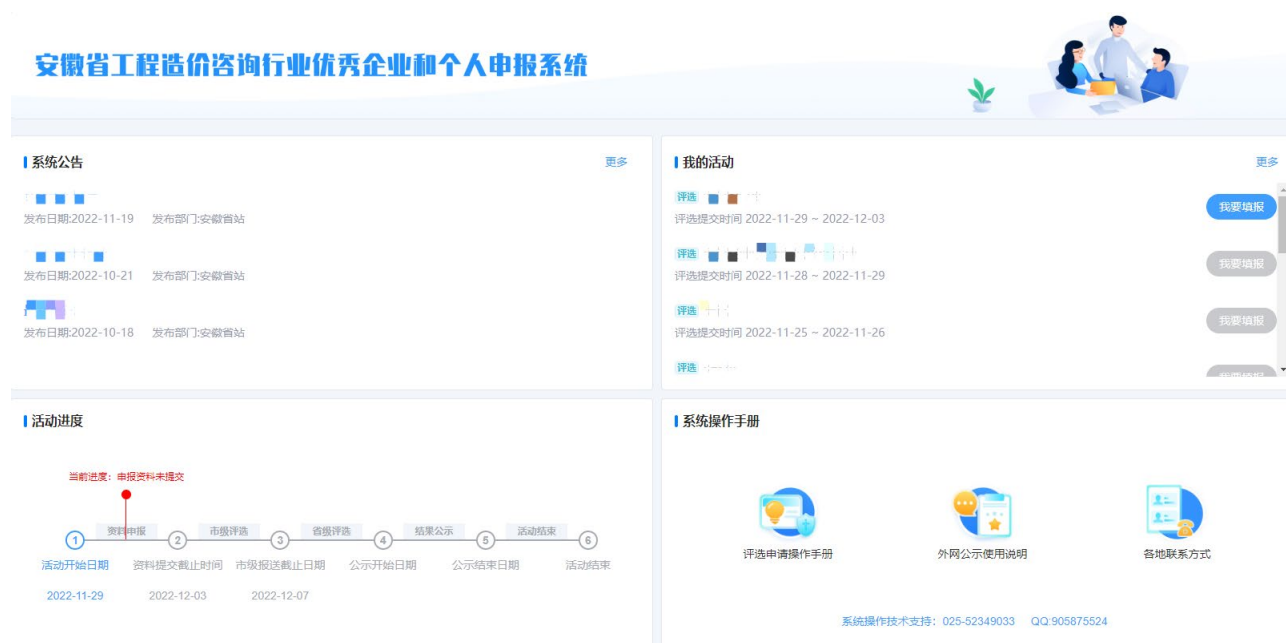 安徽省工程造价咨询行业优秀企业和个人申报系统
系统公告
更多
发布日期:2022-11-19 发布部门:安徽省站
发布日期:2022-10-21 发布部门:安徽省站
发布日期:2022-10-18 发布部门:安徽省站
我的活动
更多
评选
我要填报
评选提交时间 2022-11-29 ~ 2022-12-03
评选
我要填报
评选提交时间 2022-11-28 ~ 2022-11-29
评选
我要填报
评选提交时间 2022-11-25 ~ 2022-11-26
评选
我要填报
活动进度
当前进度：申报资料未提交
资料申报 市级评选 省级评选 结果公示 活动结束
1 2 3 4 5 6
活动开始日期 资料提交截止时间 市级报送截止日期 公示开始日期 公示结束日期 活动结束
2022-11-29 2022-12-03 2022-12-07
系统操作手册
评选申请操作手册 外网公示使用说明 各地联系方式
系统操作技术支持：025-52349033 QQ:905875524